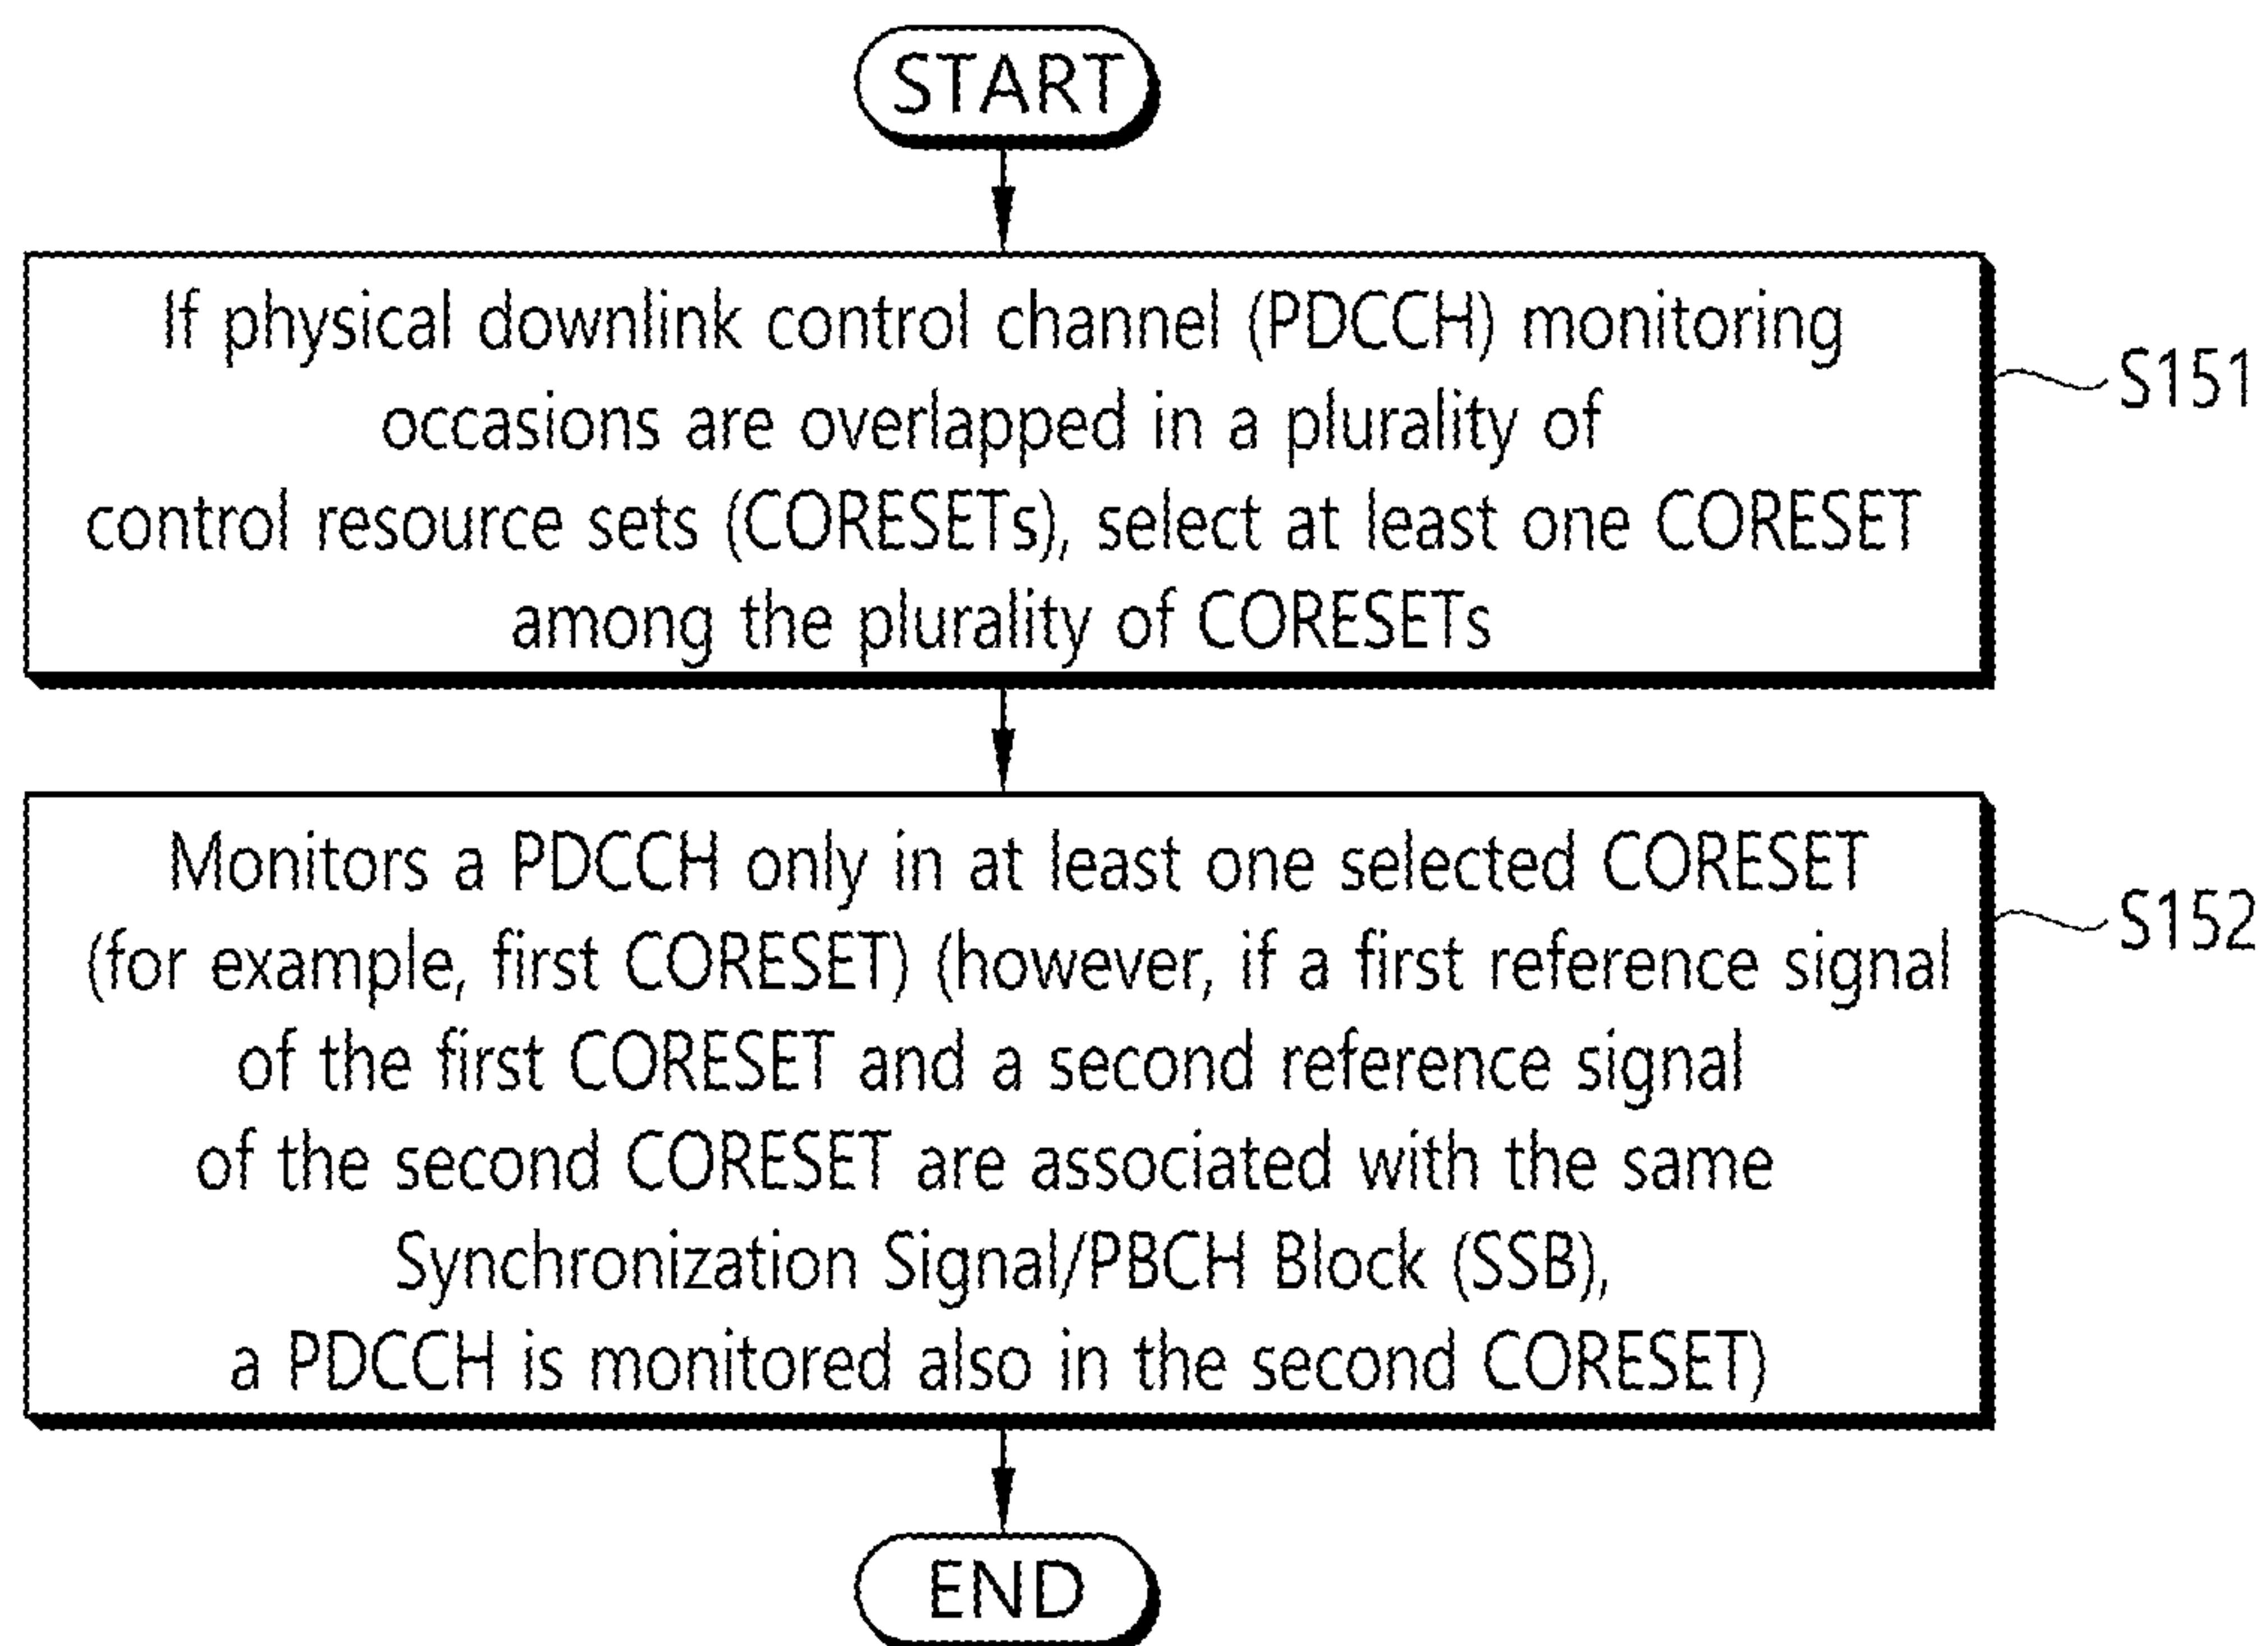 START
If physical downlink control channel (PDCCH) monitoring
occasions are overlapped in a plurality of
control resource sets (CORESETs), select at least one CORESET
among the plurality of CORESETs
S151
Monitors a PDCCH only in at least one selected CORESET
(for example, first CORESET) (however, if a first reference signal
of the first CORESET and a second reference signal
of the second CORESET are associated with the same
Synchronization Signal/PBCH Block (SSB),
a PDCCH is monitored also in the second CORESET)
S152
END